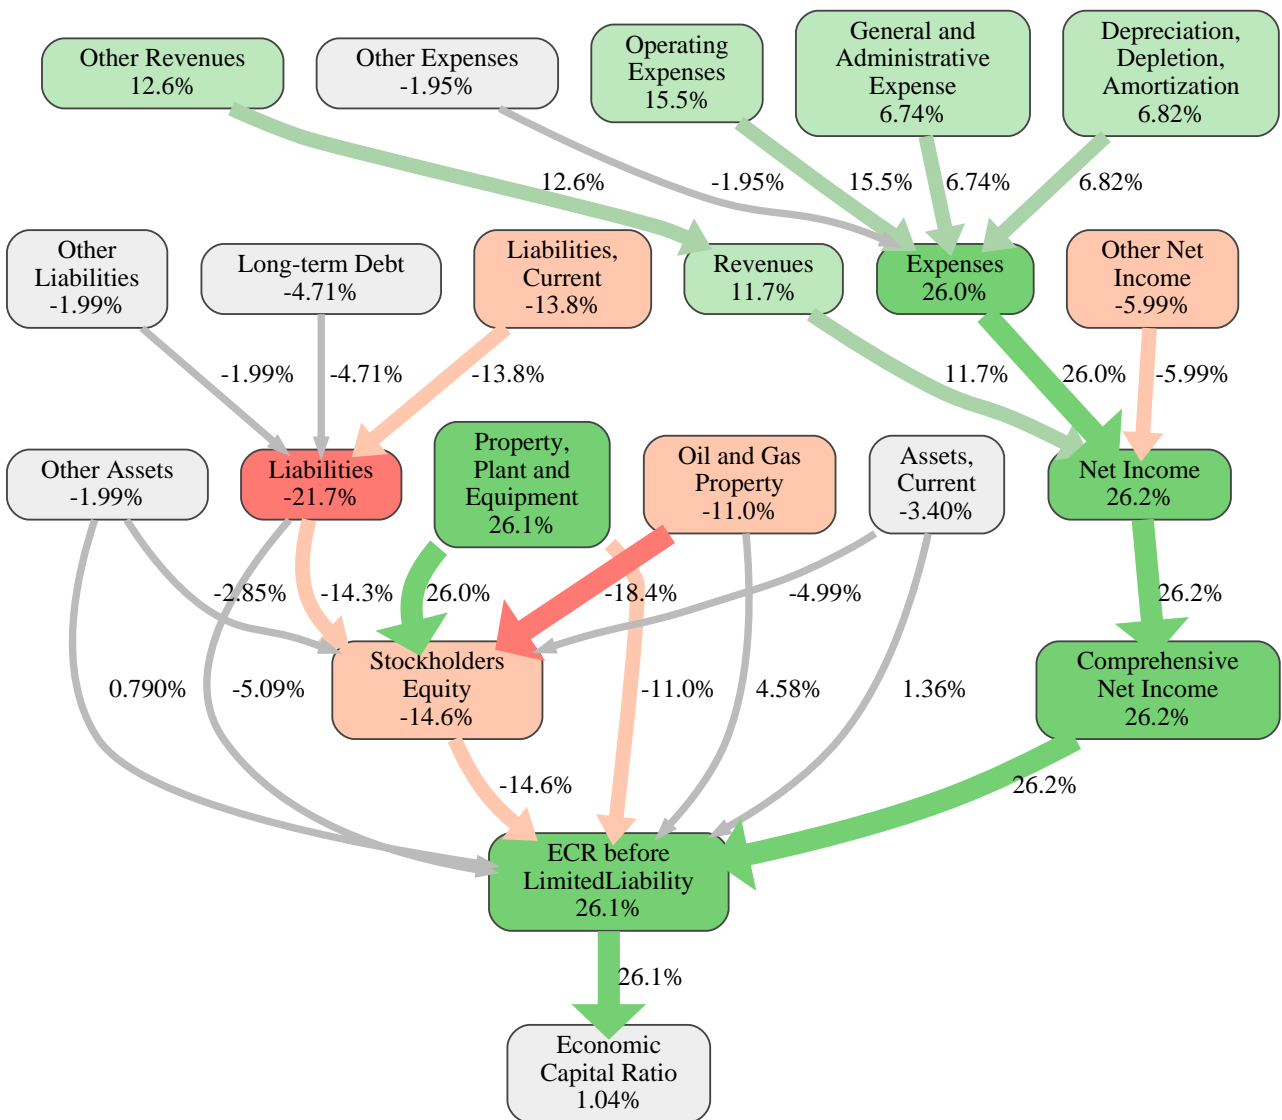 Other Revenues
12.6%
Other Expenses
-1.95%
Operating
Expenses
15.5%
General and
Administrative
Expense
6.74%
Depreciation,
Depletion,
Amortization
6.82%
12.6%
-1.95%
15.5%
6.74%
6.82%
Other
Liabilities
-1.99%
Long-term Debt
-4.71%
Liabilities,
Current
-13.8%
Revenues
11.7%
Expenses
26.0%
Other Net
Income
-5.99%
-1.99%
-4.71%
-13.8%
11.7%
26.0%
-5.99%
Other Assets
-1.99%
Liabilities
-21.7%
Property,
Plant and
Equipment
26.1%
Oil and Gas
Property
-11.0%
Assets,
Current
-3.40%
Net Income
26.2%
-2.85%
-14.3%
26.0%
-18.4%
-4.99%
26.2%
Stockholders
Equity
-14.6%
Comprehensive
Net Income
26.2%
0.790%
-5.09%
-11.0%
4.58%
1.36%
-14.6%
26.2%
ECR before
LimitedLiability
26.1%
26.1%
Economic
Capital Ratio
1.04%